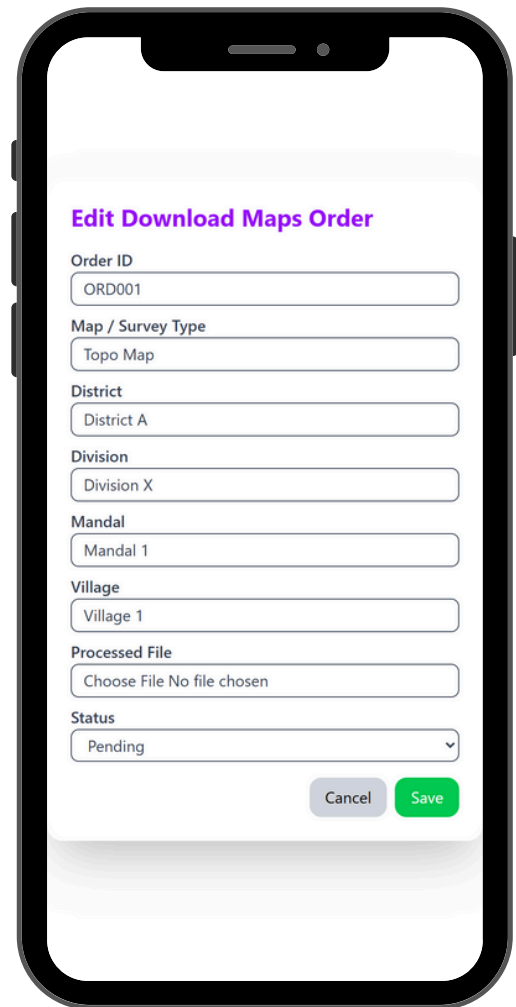 Edit Download Maps Order
Order ID
ORD001
Map / Survey Type
Topo Map
District
District A
Division
Division X
Mandal
Mandal 1
Village
Village 1
Processed File
Choose File No file chosen
Status
Pending
Cancel Save